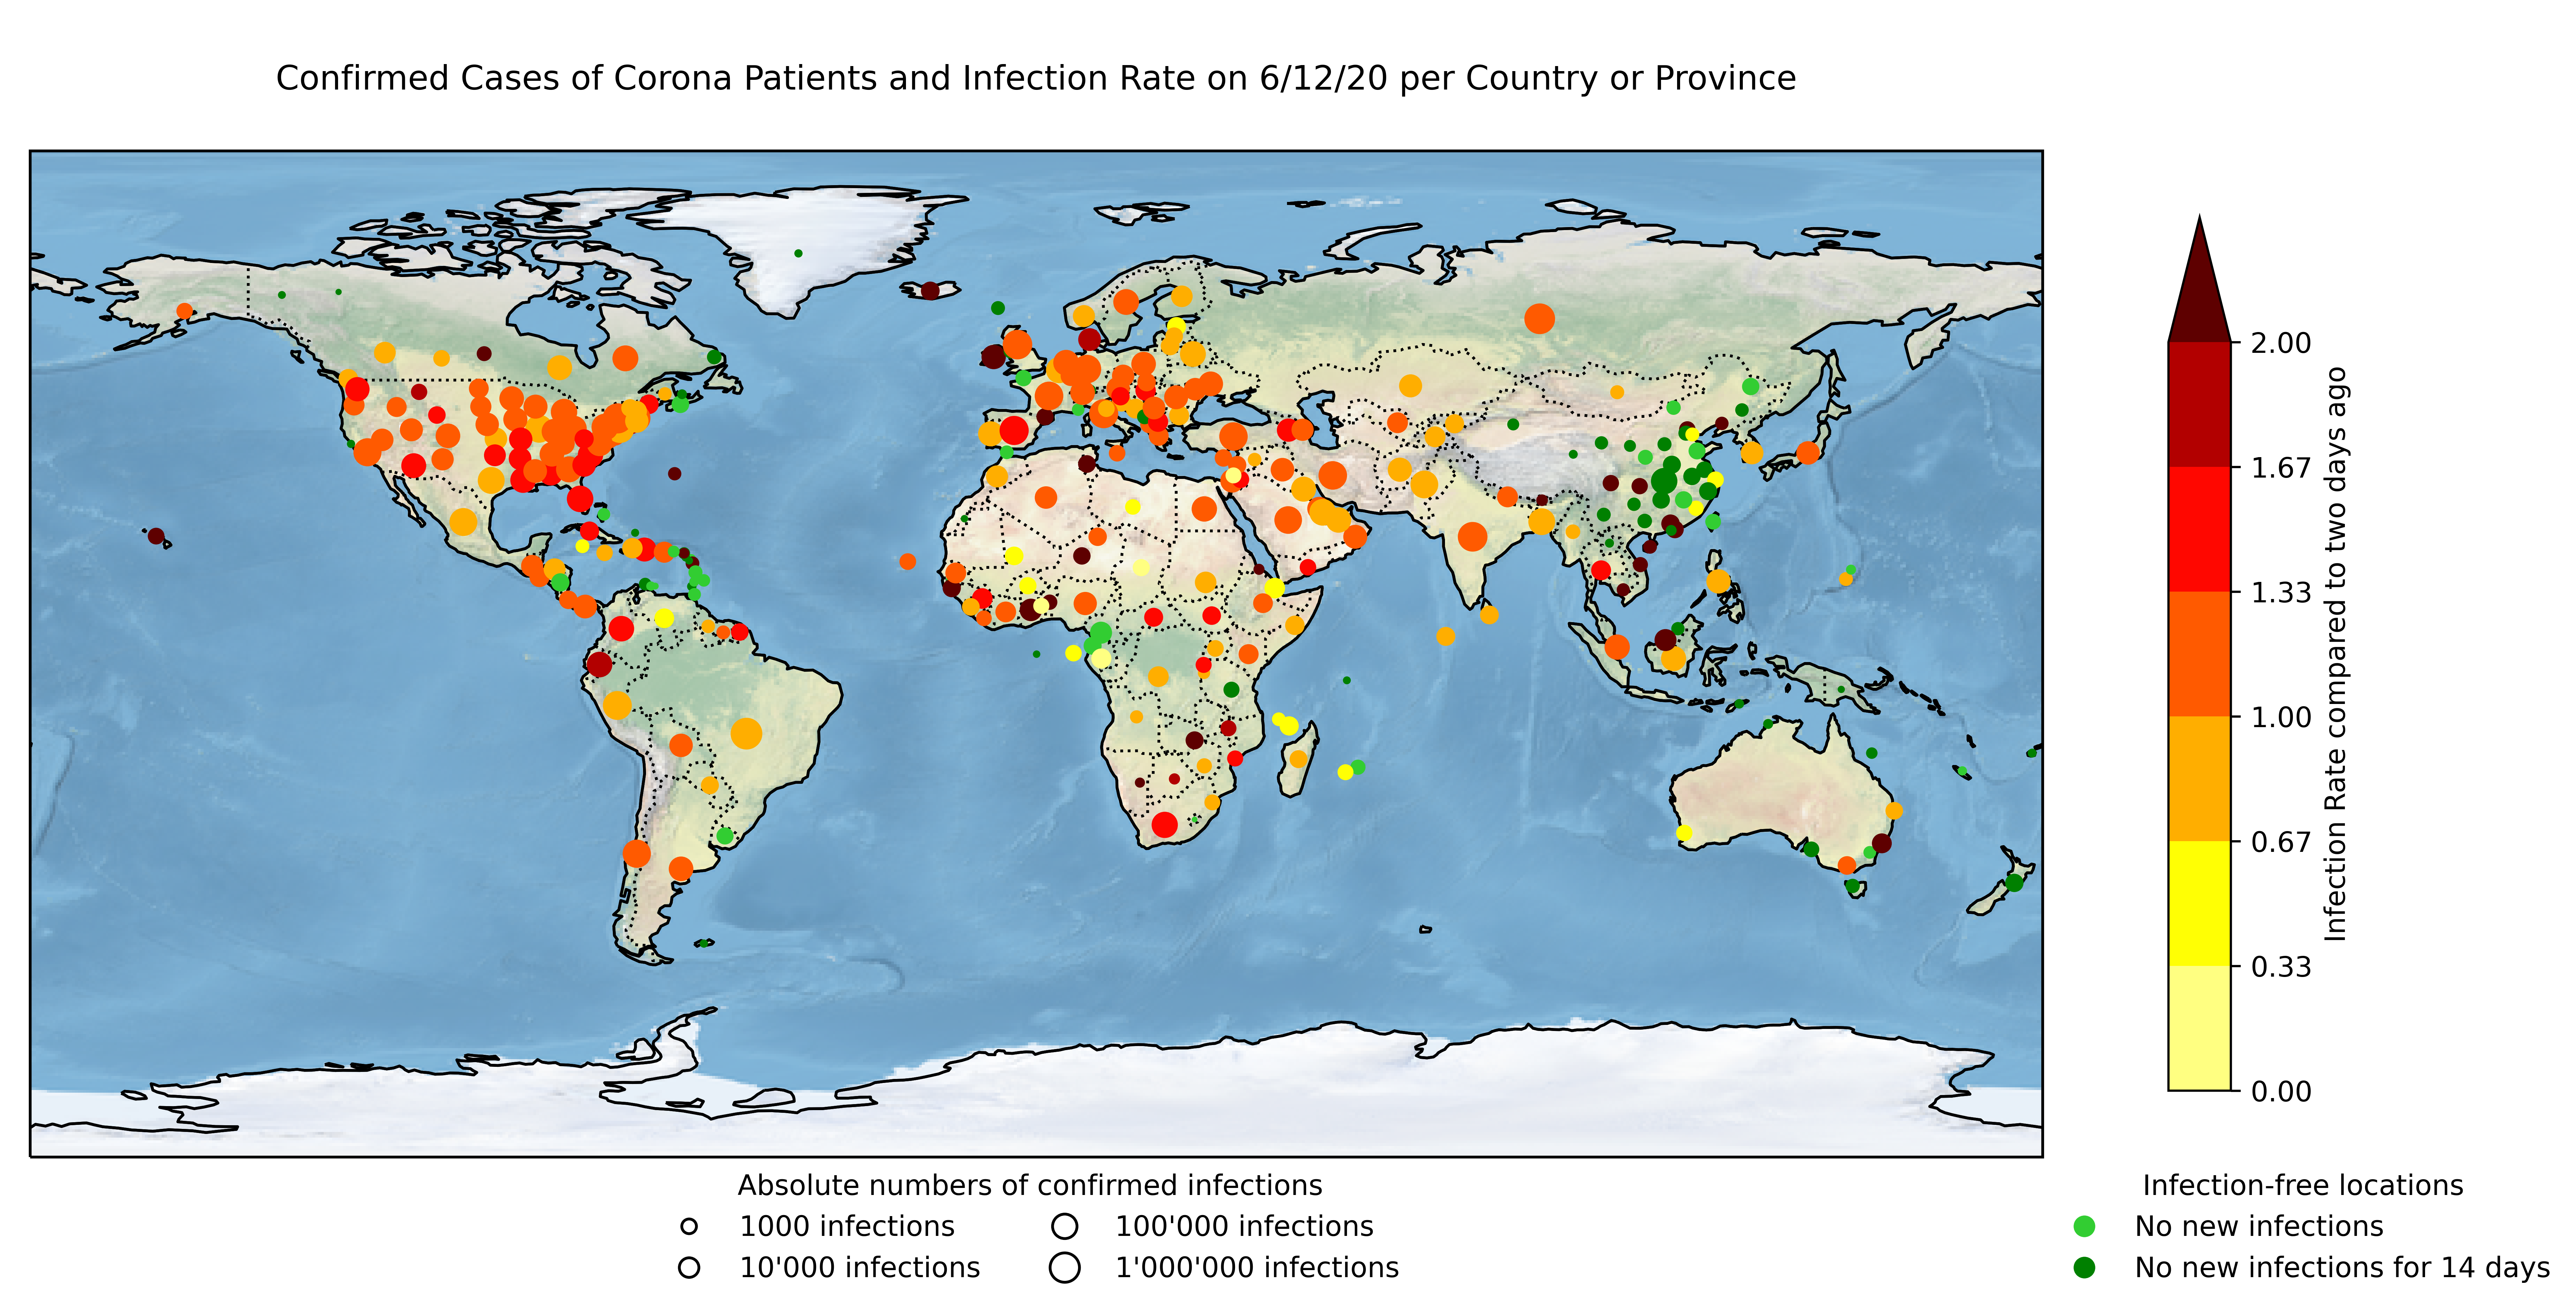 Confirmed Cases of Corona Patients and Infection Rate on 6/12/20 per Country or Province
2.00
1.67
1.33
1.00
0.67
0.33
0.00
Infection Rate compared to two days ago
Absolute numbers of confirmed infections
1000 infections
100'000 infections
10'000 infections
1'000'000 infections
Infection-free locations
No new infections
No new infections for 14 days